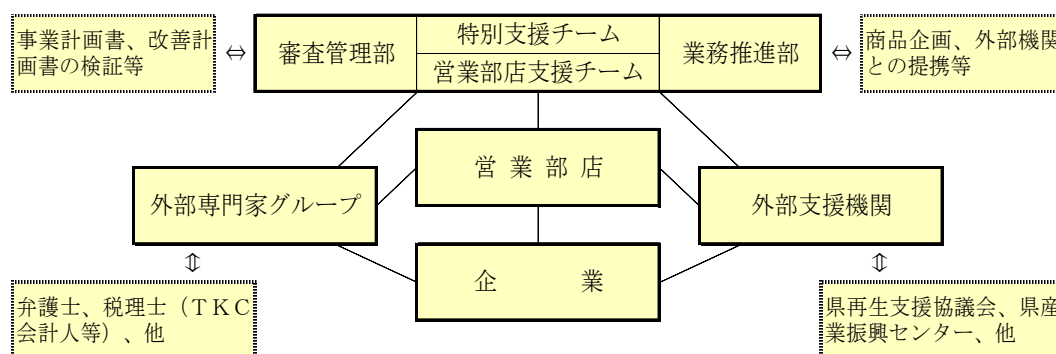 事業計画書、改善計
画書の検証等
⇔
審査管理部
特別支援チーム
営業部店支援チーム
業務推進部
⇔
商品企画、外部機関
との提携等
営業部店
外部専門家グループ
外部支援機関
企業
⇕
⇕
弁護士、税理士（ＴＫＣ
会計人等）、他
県再生支援協議会、県産
業振興センター、他